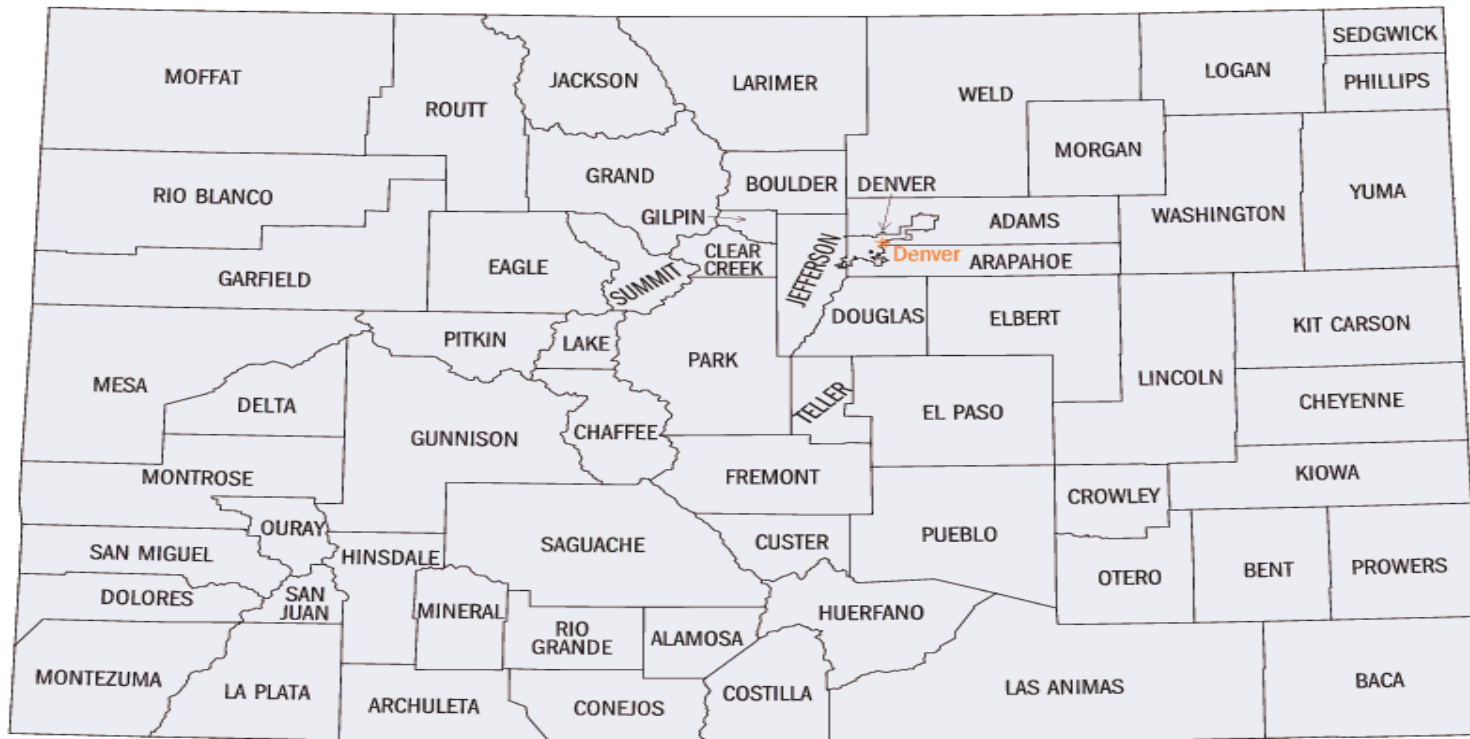 SEDGWICK
MOFFAT
JACKSON
LARIMER
LOGAN
PHILLIPS
ROUTT
WELD
MORGAN
RIO BLANCO
GRAND
BOULDER
DENVER
YUMA
GILPIN
ADAMS
WASHINGTON
GARFIELD
EAGLE
SUMMIT
CLEAR
CREEK
JEFFERSON
Denver
ARAPAHOE
PITKIN
LAKE
PARK
DOUGLAS
ELBERT
KIT CARSON
MESA
DELTA
GUNNISON
CHAFFEE
TELLER
EL PASO
LINCOLN
CHEYENNE
MONTROSE
FREMONT
CROWLEY
KIOWA
OURAY
SAN MIGUEL
HINSDALE
SAGUACHE
CUSTER
PUEBLO
OTERO
BENT
PROWERS
DOLORES
SAN
JUAN
MINERAL
RIO
GRANDE
ALAMOSA
HUERFANO
MONTEZUMA
LA PLATA
ARCHULETA
CONEJOS
COSTILLA
LAS ANIMAS
BACA